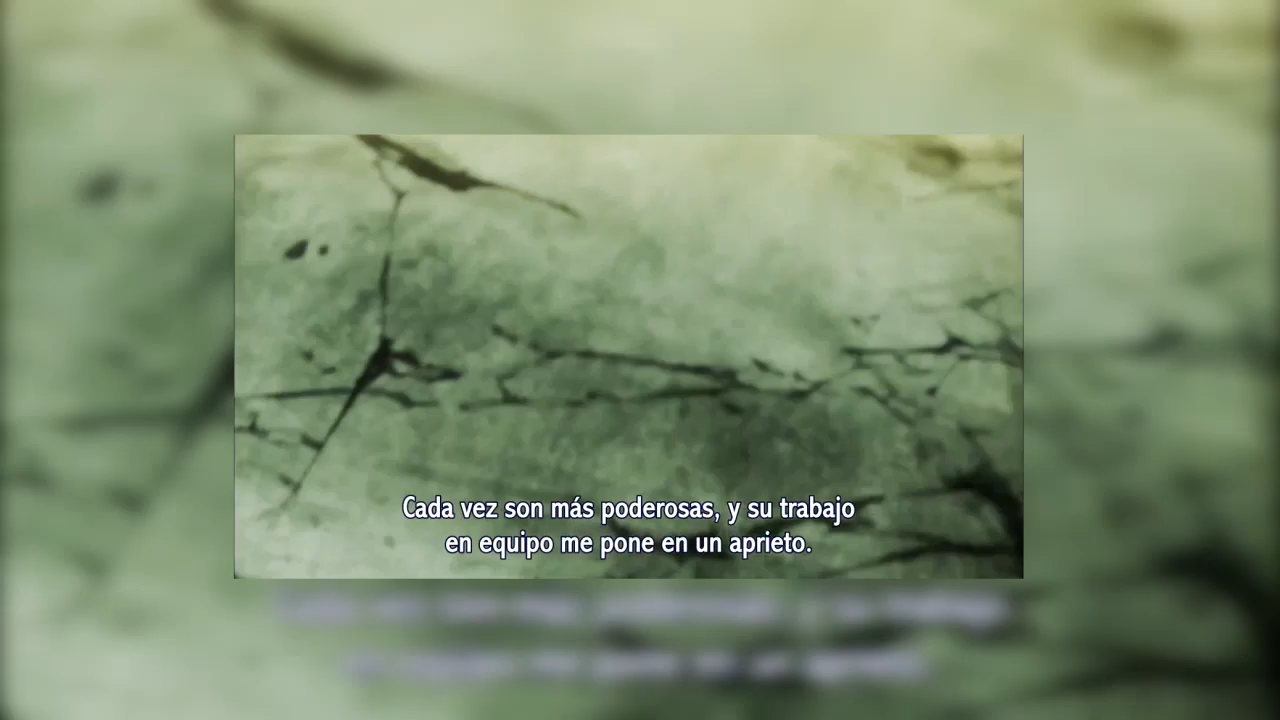 Cada vez son más poderosas, y su trabajo
en equipo me pone en un aprieto.